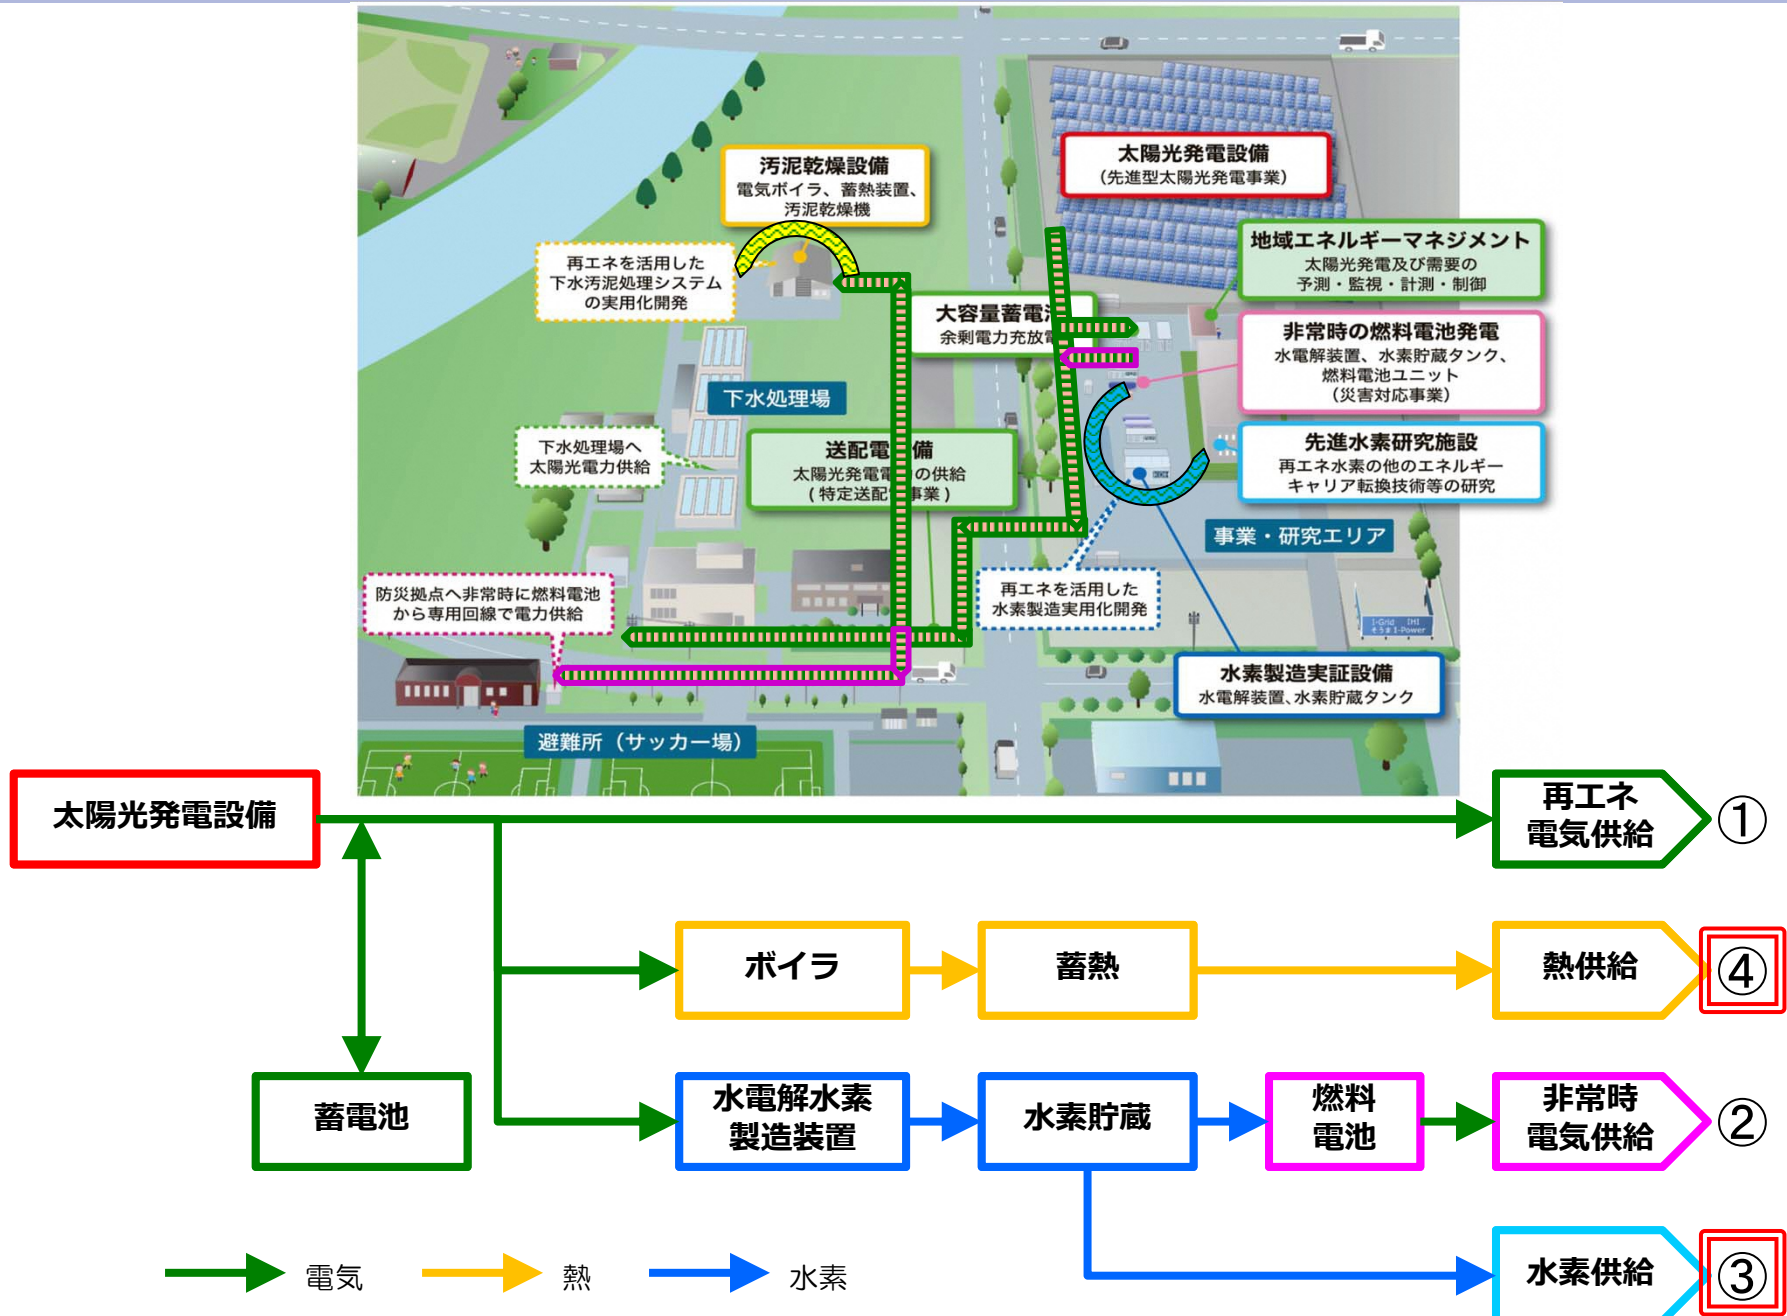 汚泥乾燥設備
電気ボイラ、蓄熱装置、
汚泥乾燥機
太陽光発電設備
(先進型太陽光発電事業)
再エネを活用した
下水汚泥処理システム
の実用化開発
地域エネルギーマネジメント
太陽光発電及び需要の
予測・監視・計測・制御
大容量蓄電池
余剰電力充放電
非常時の燃料電池発電
水電解装置、水素貯蔵タンク、
燃料電池ユニット
(災害対応事業)
下水処理場
下水処理場へ
太陽光電力供給
送配電設備
太陽光発電電力の供給
(特定送配電事業)
先進水素研究施設
再エネ水素の他のエネルギー
キャリア転換技術等の研究
事業・研究エリア
防災拠点へ非常時に燃料電池
から専用回線で電力供給
再エネを活用した
水素製造実用化開発
I-Grid IHI
そうまI-Power
水素製造実証設備
水電解装置、水素貯蔵タンク
避難所（サッカー場）
太陽光発電設備
再エネ
電気供給
①
ボイラ
蓄熱
熱供給
④
蓄電池
水電解水素
製造装置
水素貯蔵
燃料
電池
非常時
電気供給
②
電気
熱
水素
水素供給
③